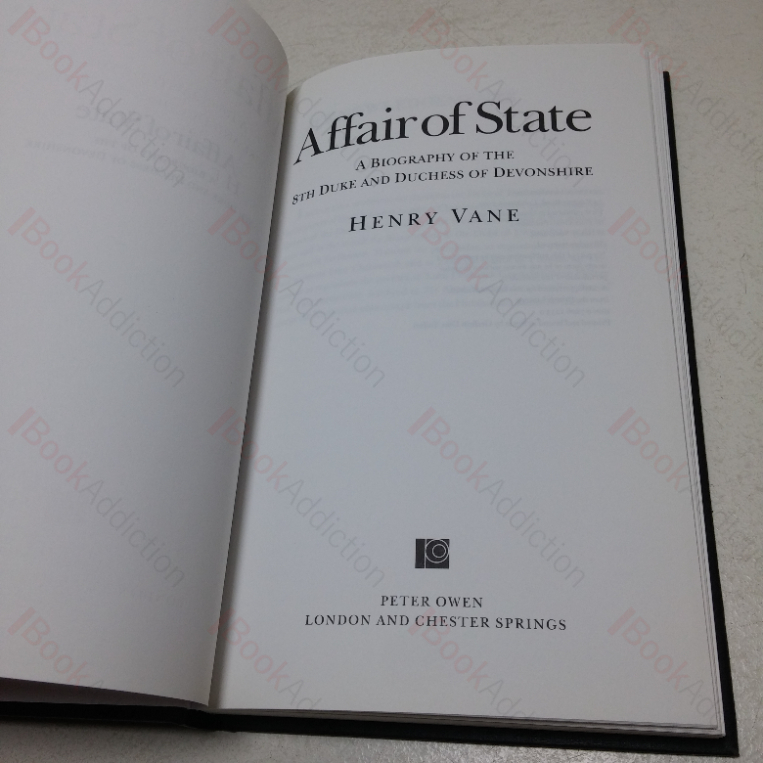 Affair of State
A BIOGRAPHY OF THE
8TH DUKE AND DUCHESS OF DEVONSHIRE
HENRY VANE
PETER OWEN
LONDON AND CHESTER SPRINGS
BookAddiction